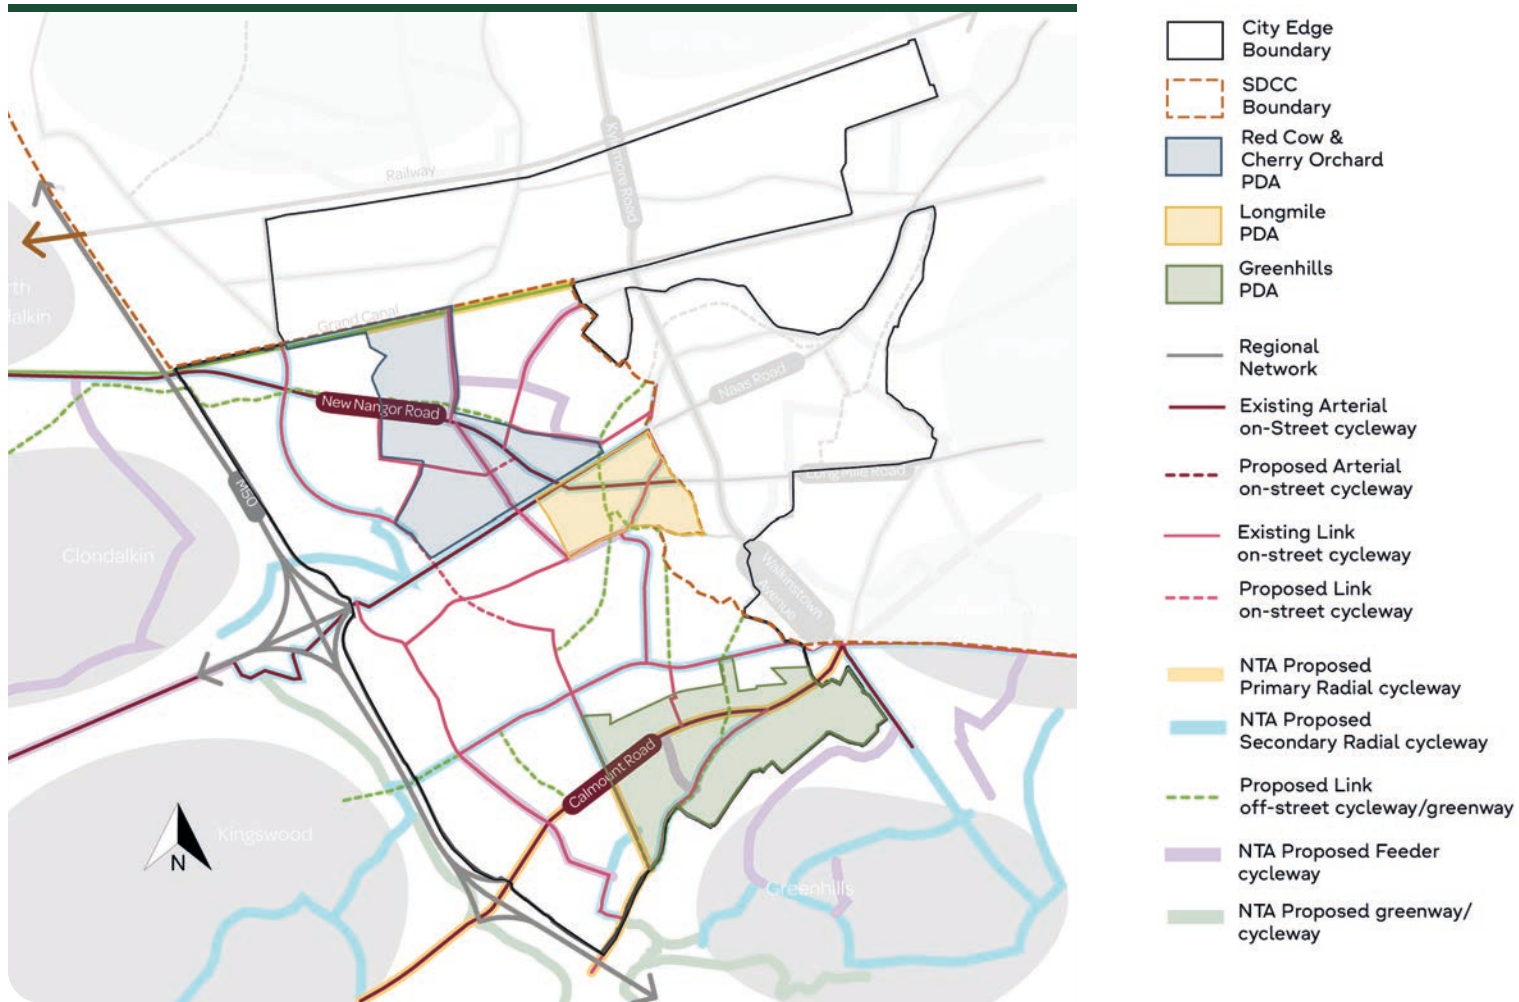 Railway
Kylemore Road
rth
alkin
Grand Canal
New Nangor Road
Naas Road
Long Mile Road
M50
Clondalkin
Walkinstown
Avenue
Calmount Road
Kingswood
N
Greenhills
City Edge
Boundary
SDCC
Boundary
Red Cow &
Cherry Orchard
PDA
Longmile
PDA
Greenhills
PDA
Regional
Network
Existing Arterial
on-Street cycleway
Proposed Arterial
on-street cycleway
Existing Link
on-street cycleway
Proposed Link
on-street cycleway
NTA Proposed
Primary Radial cycleway
NTA Proposed
Secondary Radial cycleway
Proposed Link
off-street cycleway/greenway
NTA Proposed Feeder
cycleway
NTA Proposed greenway/
cycleway